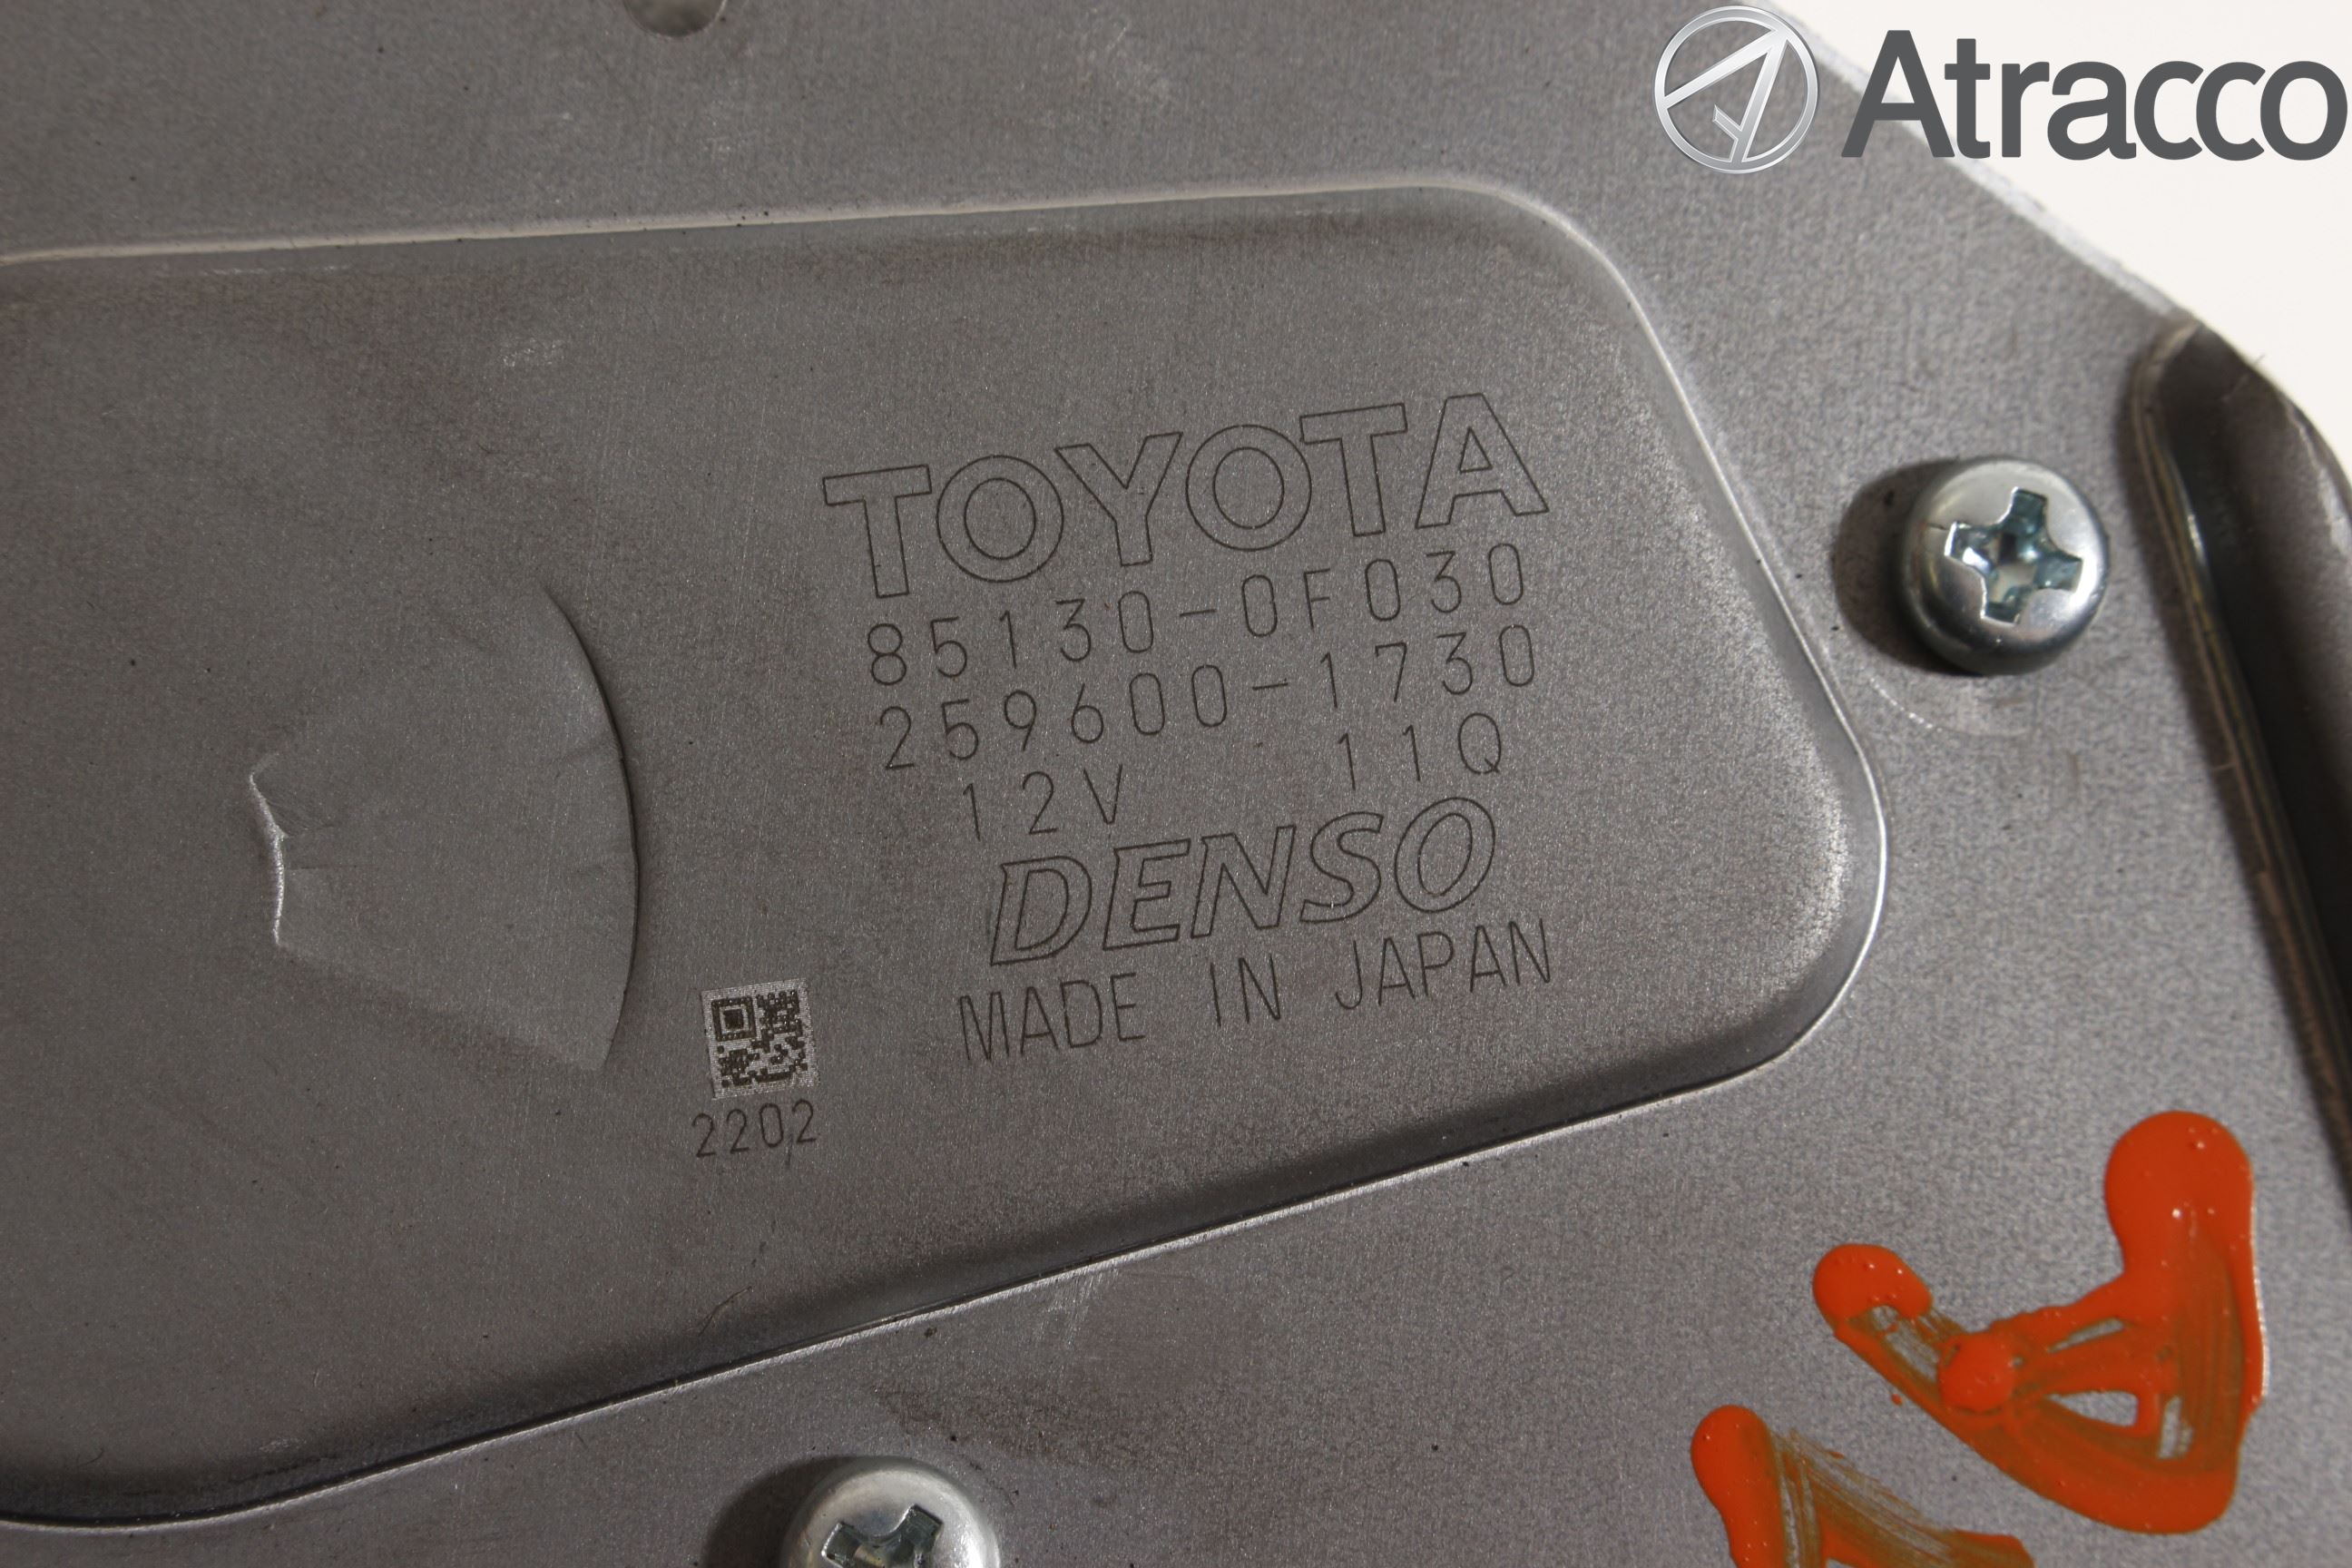 Atracco
TOYOTA
85130-0F030
259600-1730
12V 11Q
DENSO
MADE IN JAPAN
2202